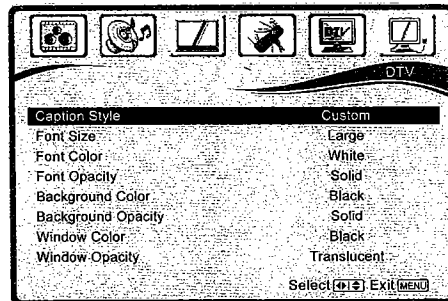 DTV
DTV
Caption Style Custom
Font Size Large
Font Color White
Font Opacity Solid
Background Color Black
Background Opacity Solid
Window Color Black
Window Opacity Translucent
Select Exit MENU